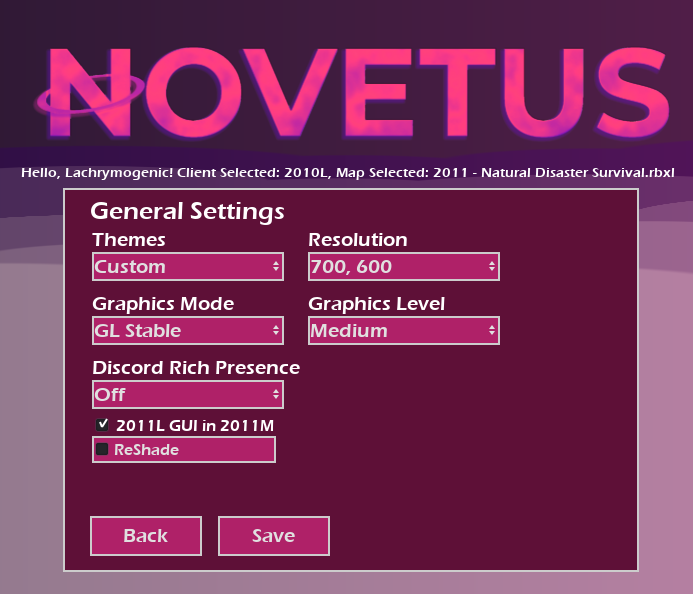 NOVETUS
Hello, Lachrymogenic! Client Selected: 2010L, Map Selected: 2011 - Natural Disaster Survival.rbxl
General Settings
Themes
Resolution
Custom
700, 600
Graphics Mode
Graphics Level
GL Stable
Medium
Discord Rich Presence
Off
2011L GUI in 2011M
ReShade
Back
Save